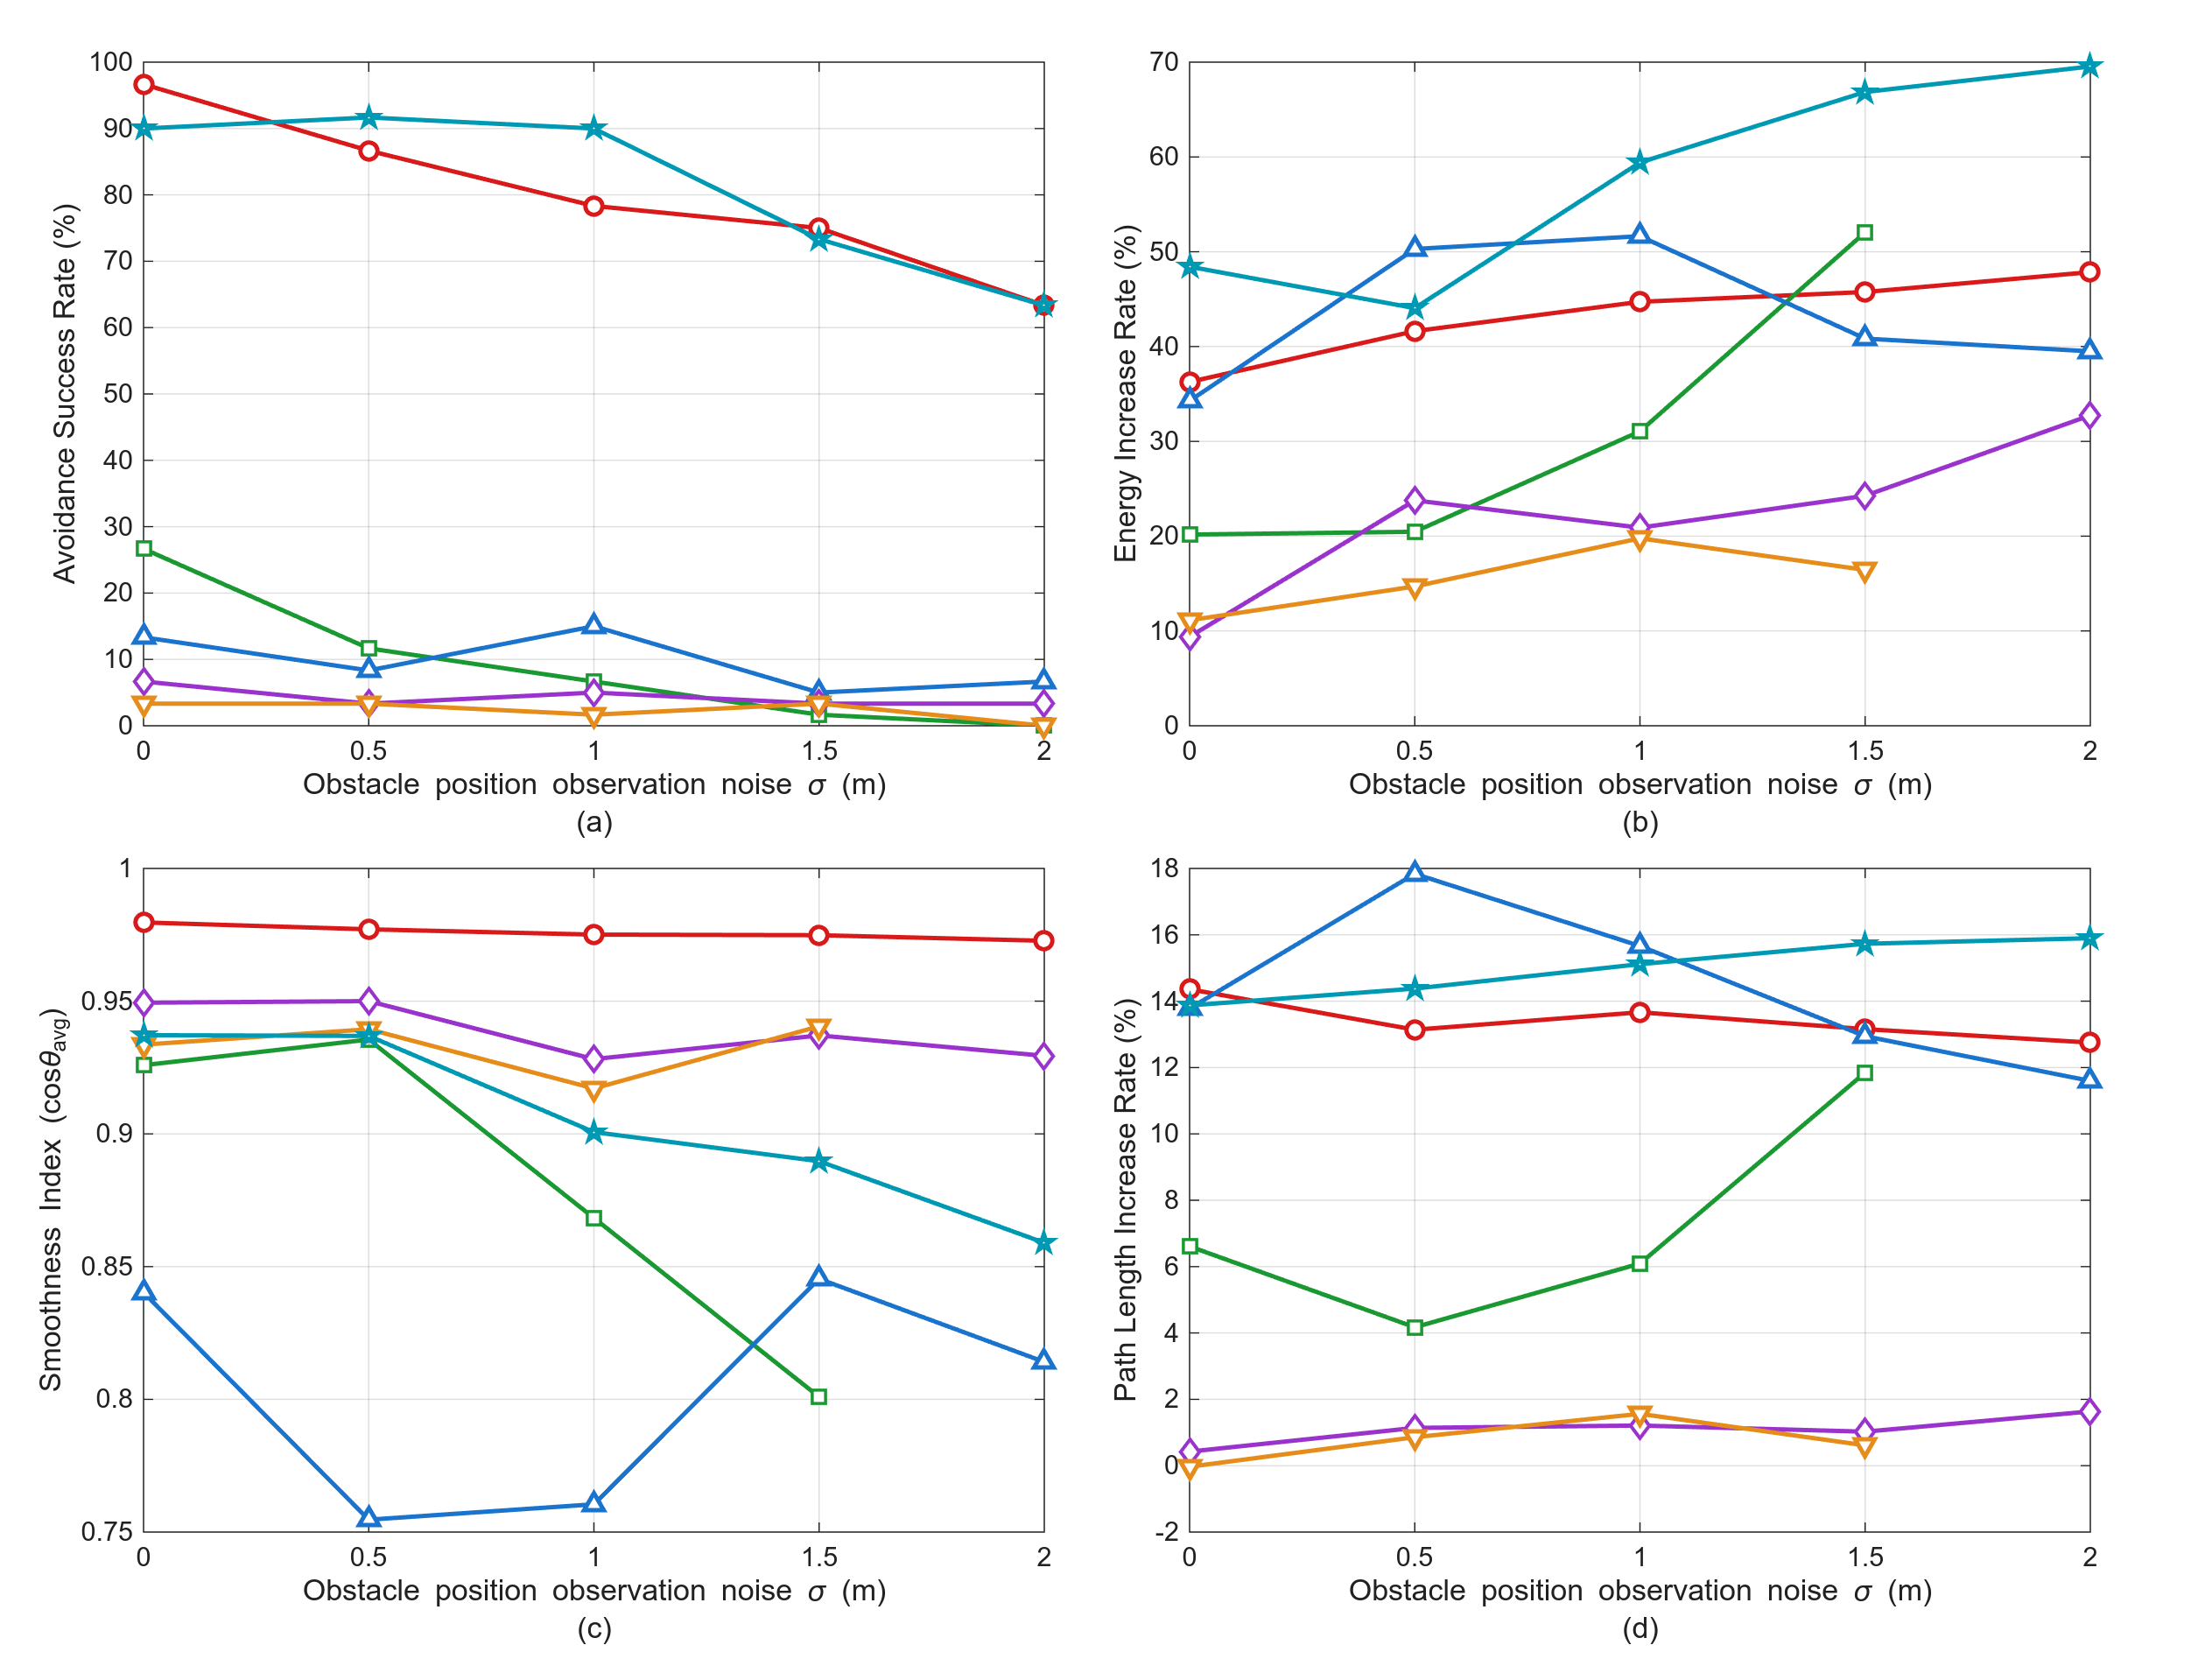 100
90
80
70
60
50
40
30
20
10
0
Avoidance Success Rate (%)
0 0.5 1 1.5 2
Obstacle position observation noise σ (m)
(a)
70
60
50
40
30
20
10
0
Energy Increase Rate (%)
0 0.5 1 1.5 2
Obstacle position observation noise σ (m)
(b)
1
0.95
0.9
0.85
0.8
0.75
Smoothness Index (cosθavg)
0 0.5 1 1.5 2
Obstacle position observation noise σ (m)
(c)
18
16
14
12
10
8
6
4
2
0
-2
Path Length Increase Rate (%)
0 0.5 1 1.5 2
Obstacle position observation noise σ (m)
(d)